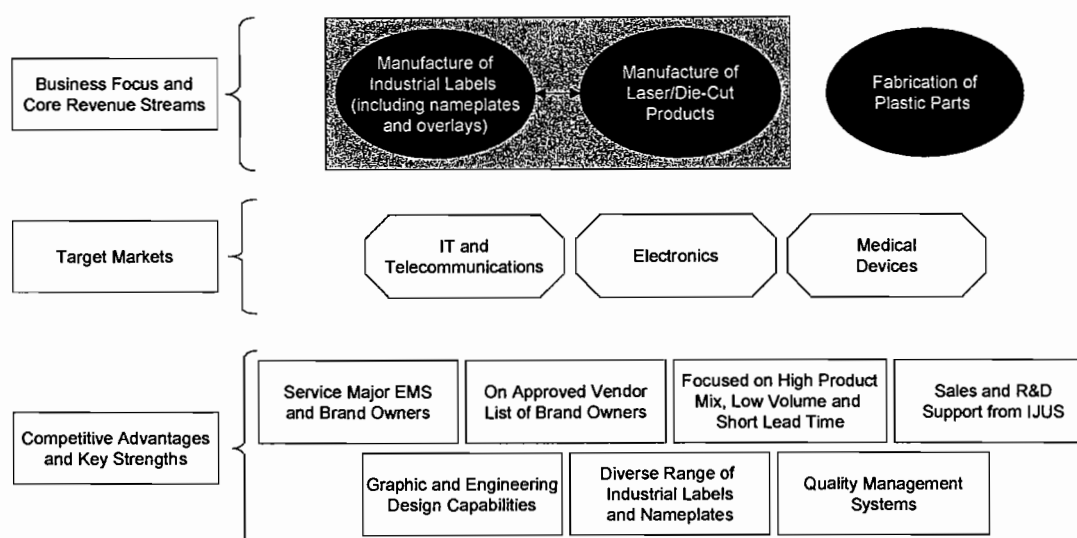 Business Focus and
Core Revenue Streams
Manufacture of
Industrial Labels
(including nameplates
and overlays)
Manufacture of
Laser/Die-Cut
Products
Fabrication of
Plastic Parts
Target Markets
IT and
Telecommunications
Electronics
Medical
Devices
Competitive Advantages
and Key Strengths
Service Major EMS
and Brand Owners
On Approved Vendor
List of Brand Owners
Focused on High Product
Mix, Low Volume and
Short Lead Time
Sales and R&D
Support from IJUS
Graphic and Engineering
Design Capabilities
Diverse Range of
Industrial Labels
and Nameplates
Quality Management
Systems